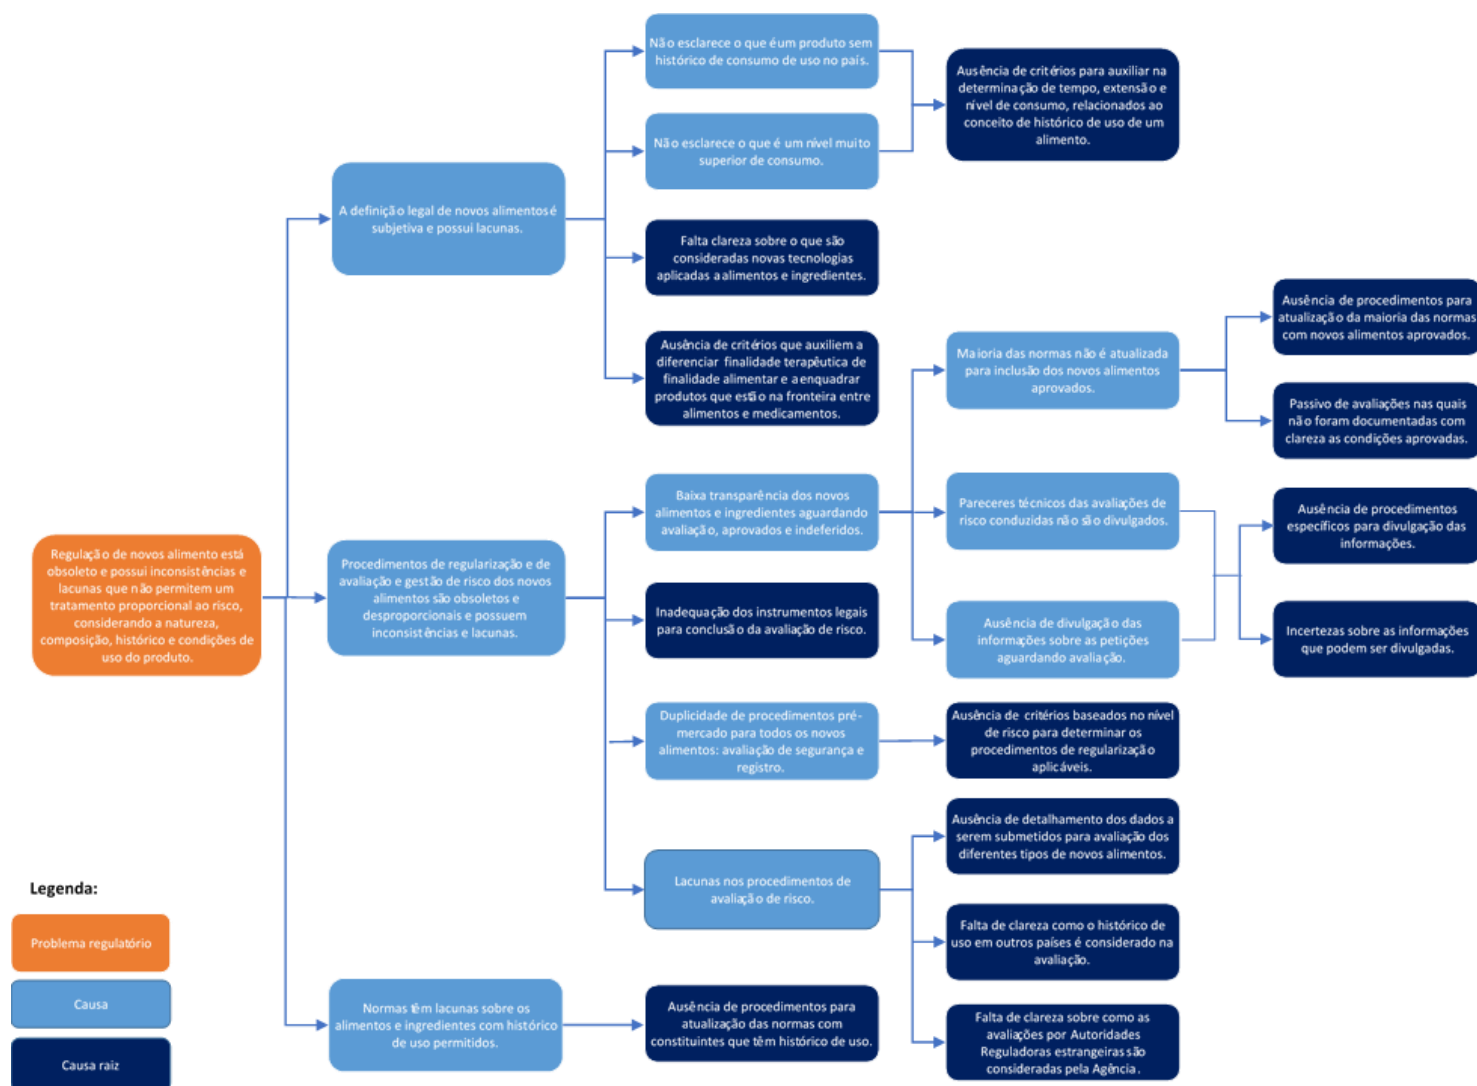 Não esclarece o que é um produto sem
histórico de consumo de uso no país.
Ausência de critérios para auxiliar na
determinação de tempo, extensão e
nível de consumo, relacionados ao
conceito de histórico de uso de um
alimento.
Não esclarece o que é um nível muito
superior de consumo.
A definição legal de novos alimentos é
subjetiva e possui lacunas.
Falta clareza sobre o que são
consideradas novas tecnologias
aplicadas a alimentos e ingredientes.
Ausência de critérios que auxiliem a
diferenciar finalidade terapêutica de
finalidade alimentar e a enquadrar
produtos que estão na fronteira entre
alimentos e medicamentos.
Maioria das normas não é atualizada
para inclusão dos novos alimentos
aprovados.
Ausência de procedimentos para
atualização da maioria das normas
com novos alimentos aprovados.
Passivo de avaliações nas quais
não foram documentadas com
clareza as condições aprovadas.
Baixa transparência dos novos
alimentos e ingredientes aguardando
avaliação, aprovados e indeferidos.
Pareceres técnicos das avaliações de
risco conduzidas não são divulgados.
Ausência de procedimentos
específicos para divulgação das
informações.
Regulação de novos alimento está
obsoleto e possui inconsistências e
lacunas que não permitem um
tratamento proporcional ao risco,
considerando a natureza,
composição, histórico e condições de
uso do produto.
Procedimentos de regularização e de
avaliação e gestão de risco dos novos
alimentos são obsoletos e
desproporcionais e possuem
inconsistências e lacunas.
Inadequação dos instrumentos legais
para conclusão da avaliação de risco.
Ausência de divulgação das
informações sobre as petições
aguardando avaliação.
Incertezas sobre as informações
que podem ser divulgadas.
Duplicidade de procedimentos pré-
mercado para todos os novos
alimentos: avaliação de segurança e
registro.
Ausência de critérios baseados no nível
de risco para determinar os
procedimentos de regularização
aplicáveis.
Lacunas nos procedimentos de
avaliação de risco.
Ausência de detalhamento dos dados a
serem submetidos para avaliação dos
diferentes tipos de novos alimentos.
Falta de clareza como o histórico de
uso em outros países é considerado na
avaliação.
Falta de clareza sobre como as
avaliações por Autoridades
Reguladoras estrangeiras são
consideradas pela Agência.
Normas têm lacunas sobre os
alimentos e ingredientes com histórico
de uso permitidos.
Ausência de procedimentos para
atualização das normas com
constituintes que têm histórico de uso.
Legenda:
Problema regulatório
Causa
Causa raiz